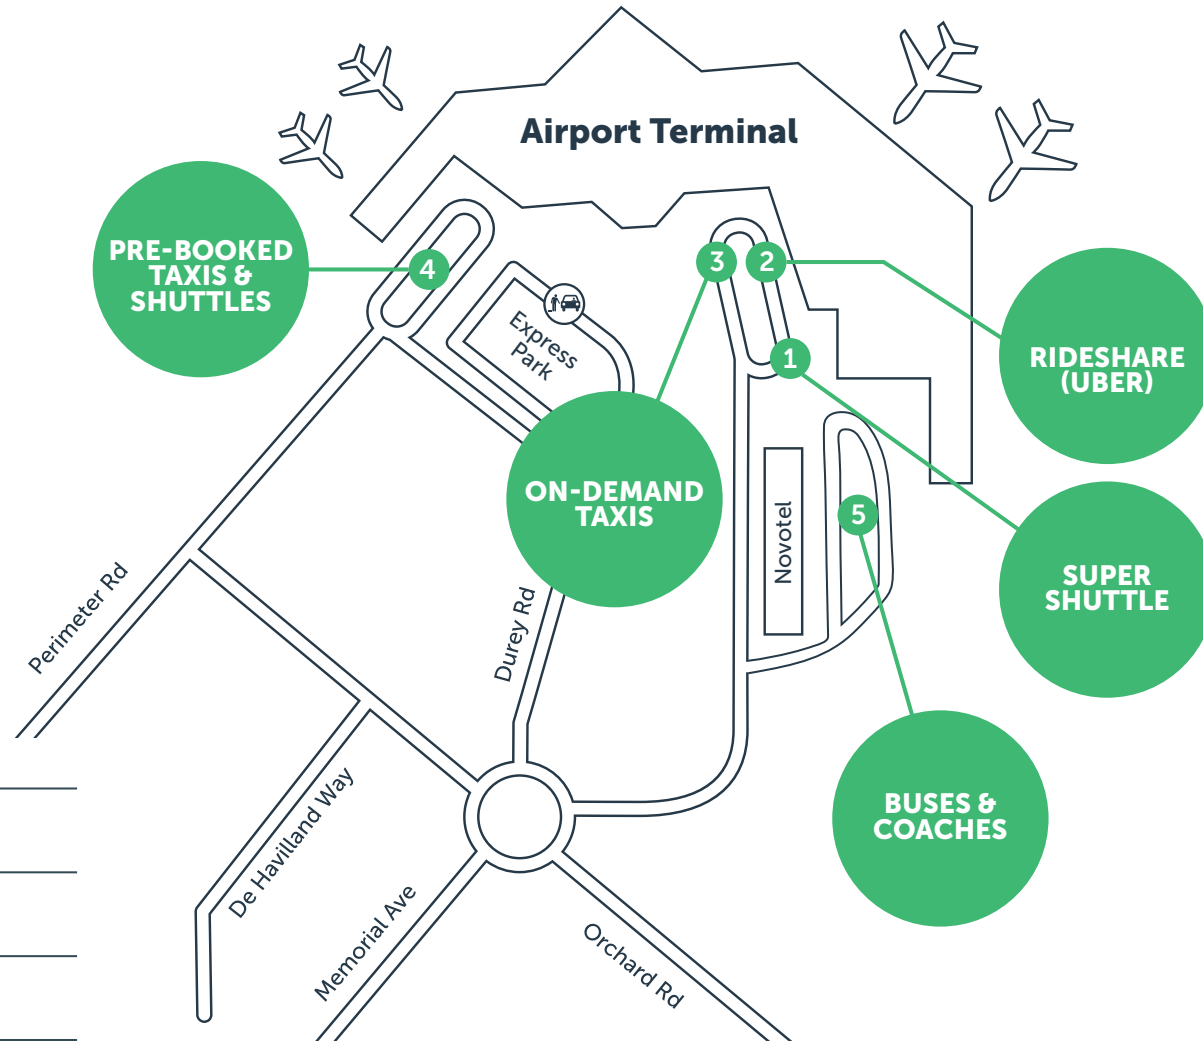 Airport Terminal
PRE-BOOKED
TAXIS &
SHUTTLES
4
3
2
1
Express
Park
RIDESHARE
(UBER)
ON-DEMAND
TAXIS
Novotel
5
SUPER
SHUTTLE
Perimeter Rd
Durey Rd
De Havilland Way
BUSES &
COACHES
Memorial Ave
Orchard Rd